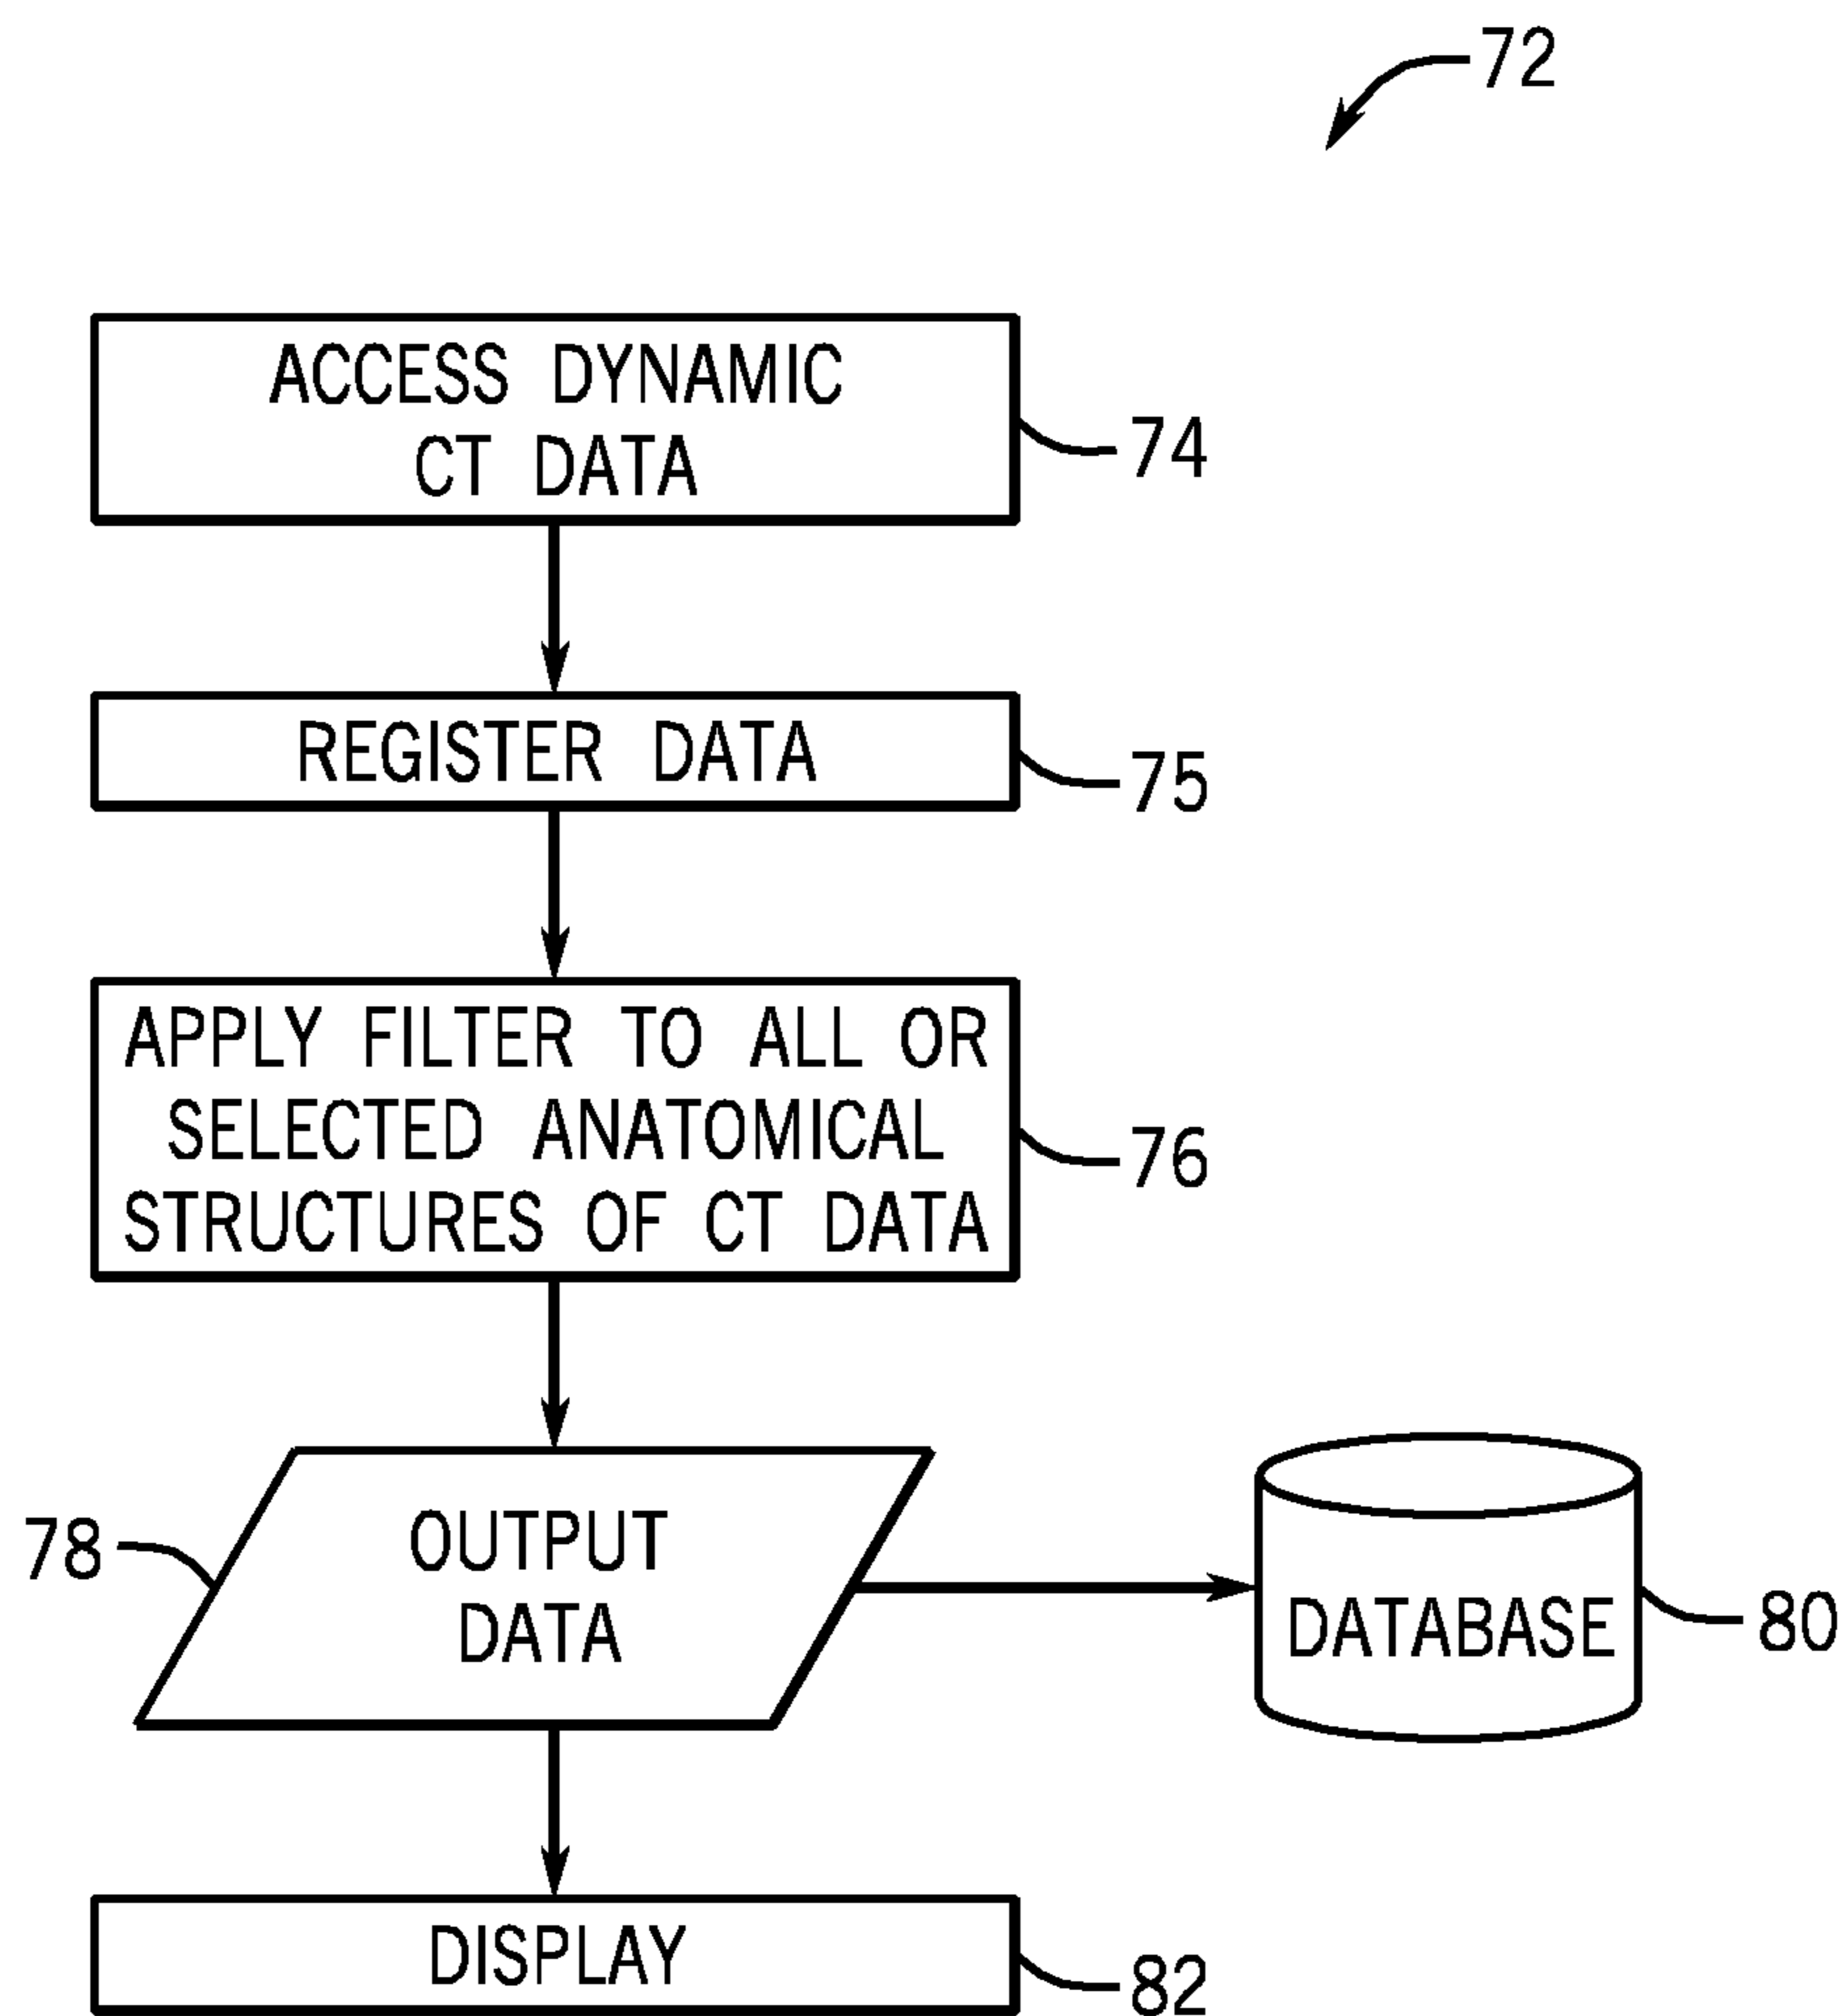 72
ACCESS DYNAMIC
CT DATA
74
REGISTER DATA
75
APPLY FILTER TO ALL OR
SELECTED ANATOMICAL
STRUCTURES OF CT DATA
76
78
OUTPUT
DATA
DATABASE
80
DISPLAY
82